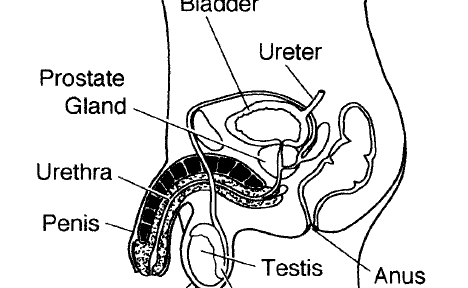 Bladder
Ureter
Prostate
Gland
Urethra
Penis
Testis
Anus